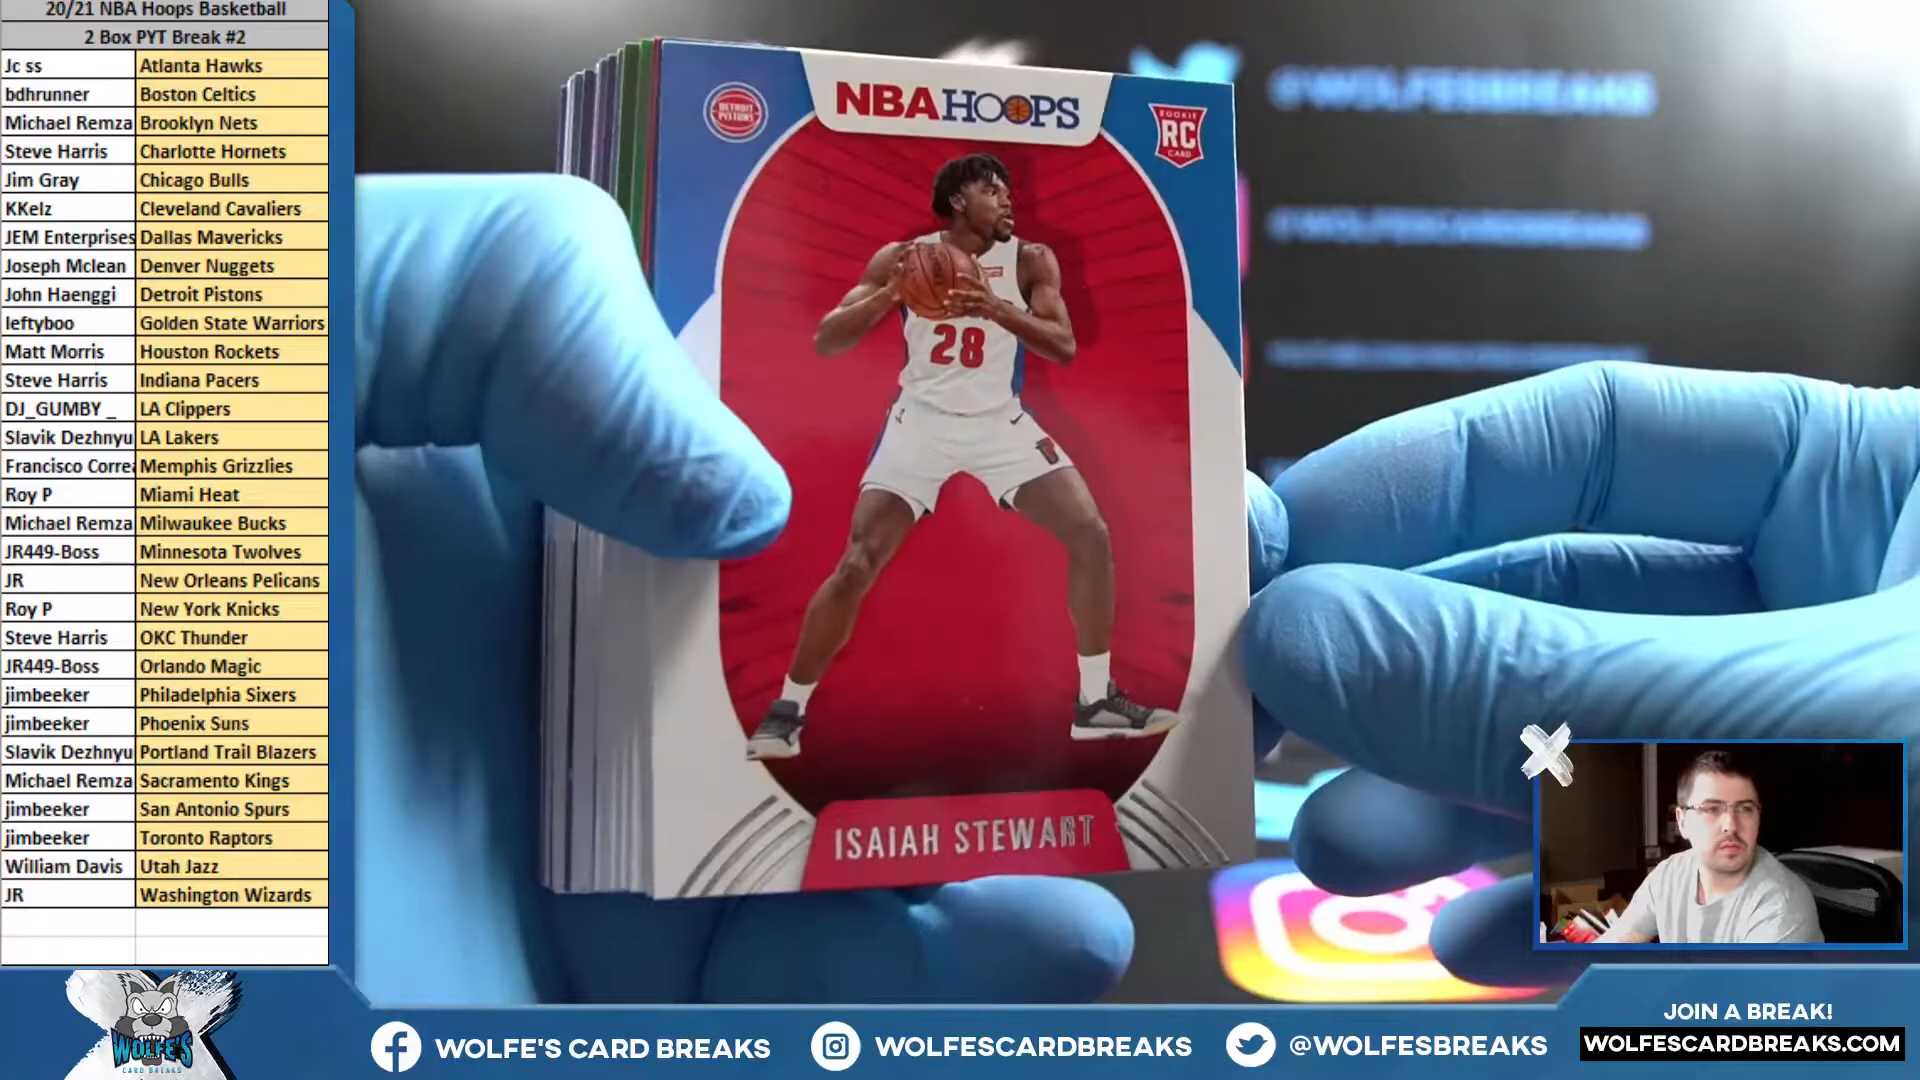 20/21 NBA Hoops Basketball
2 Box PYT Break #2
Jc ss Atlanta Hawks
bdhrunner Boston Celtics
Michael Remza Brooklyn Nets
Steve Harris Charlotte Hornets
Jim Gray Chicago Bulls
KKelz Cleveland Cavaliers
JEM Enterprises Dallas Mavericks
Joseph Mclean Denver Nuggets
John Haenggi Detroit Pistons
leftyboo Golden State Warriors
Matt Morris Houston Rockets
Steve Harris Indiana Pacers
DJ_GUMBY_ LA Clippers
Slavik Dezhnyu LA Lakers
Francisco Correa Memphis Grizzlies
Roy P Miami Heat
Michael Remza Milwaukee Bucks
JR449-Boss Minnesota Twolves
JR New Orleans Pelicans
Roy P New York Knicks
Steve Harris OKC Thunder
JR449-Boss Orlando Magic
jimbeeker Philadelphia Sixers
jimbeeker Phoenix Suns
Slavik Dezhnyu Portland Trail Blazers
Michael Remza Sacramento Kings
jimbeeker San Antonio Spurs
jimbeeker Toronto Raptors
William Davis Utah Jazz
JR Washington Wizards
DETROIT PISTONS
NBA HOOPS
ROOKIE
RC
CARD
28
ISAIAH STEWART
@WOLFESBREAKS
@WOLFESCARDBREAKS
WOLFE'S
CARD BREAKS
WOLFE'S CARD BREAKS
WOLFESCARDBREAKS
@WOLFESBREAKS
JOIN A BREAK!
WOLFESCARDBREAKS.COM